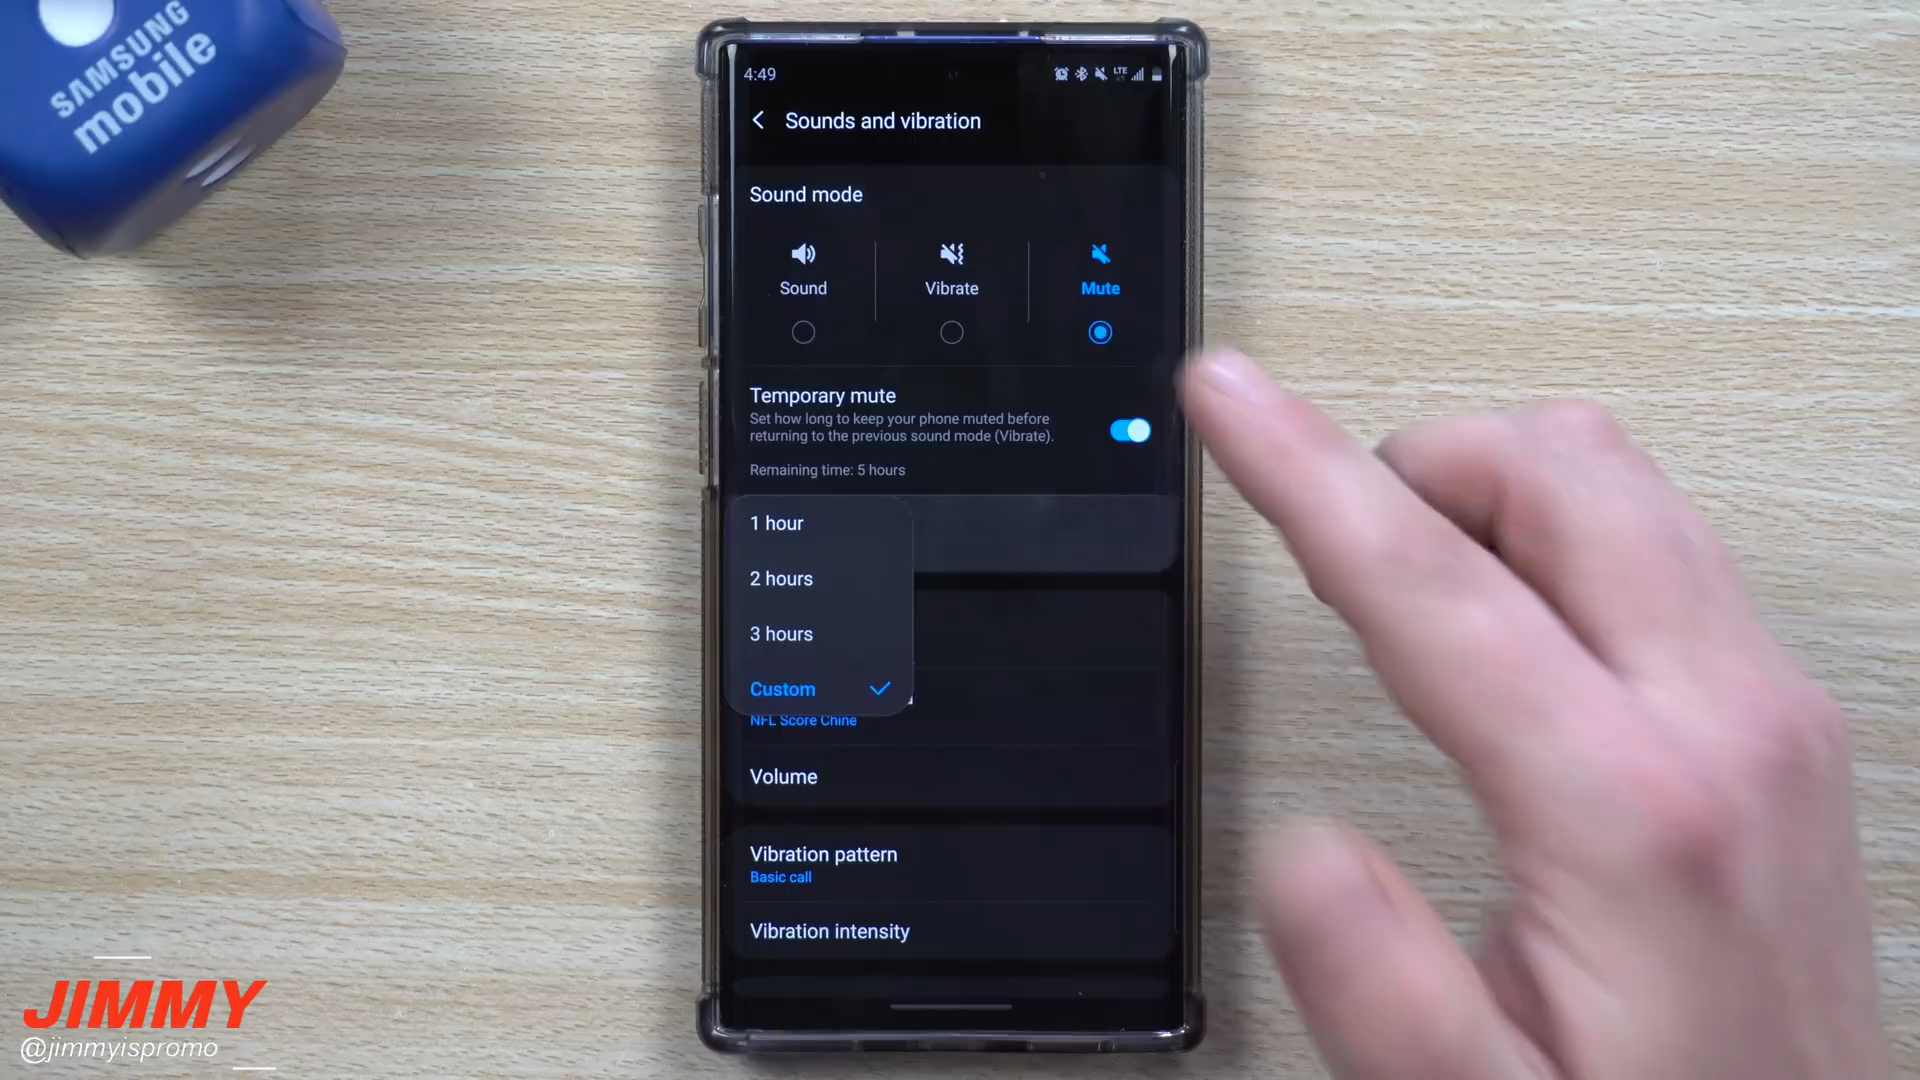 SAMSUNG
mobile
4:49
LTE
Sounds and vibration
Sound mode
Sound
Vibrate
Mute
Temporary mute
Set how long to keep your phone muted before
returning to the previous sound mode (Vibrate).
Remaining time: 5 hours
1 hour
2 hours
3 hours
Custom
NFL Score Chine
Volume
Vibration pattern
Basic call
Vibration intensity
JIMMY
@jimmyispromo